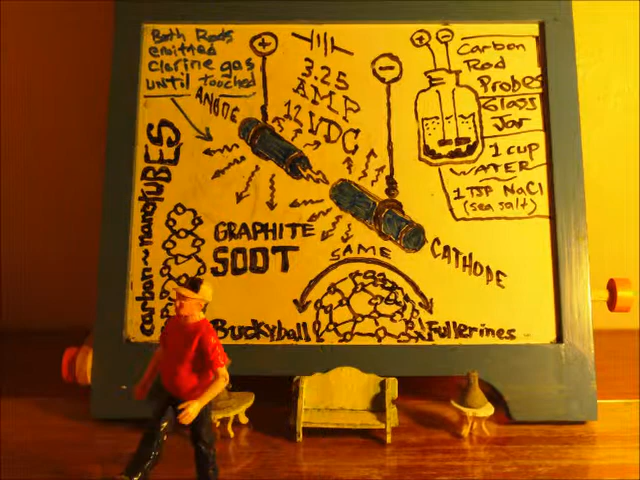 Both Rods
emitted
Clorine gas
until touched
+
3.25
AMP
12 VDC
-
ANODE
CATHODE
+ -
Carbon
Rod
Probes
Glass
Jar
1 cup
WATER
1 TSP NaCl
(sea salt)
carbon-nanoTUBES
GRAPHITE
SOOT
SAME
Buckyball
Fullerines